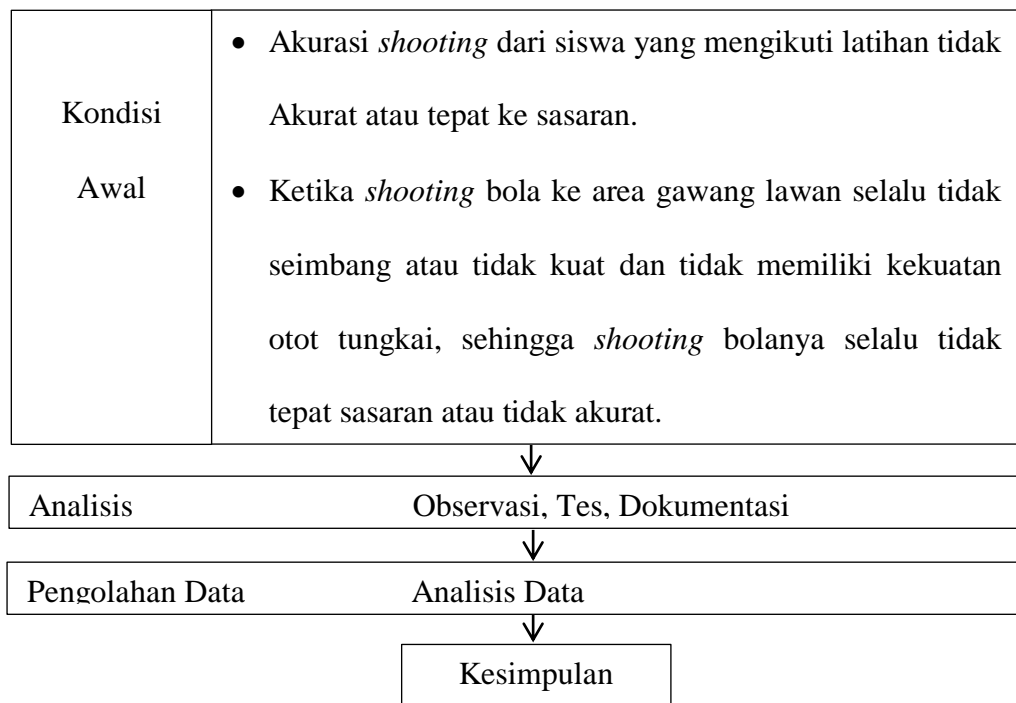 Kondisi
Awal
• Akurasi shooting dari siswa yang mengikuti latihan tidak
Akurat atau tepat ke sasaran.
• Ketika shooting bola ke area gawang lawan selalu tidak
seimbang atau tidak kuat dan tidak memiliki kekuatan
otot tungkai, sehingga shooting bolanya selalu tidak
tepat sasaran atau tidak akurat.
Analisis Observasi, Tes, Dokumentasi
Pengolahan Data Analisis Data
Kesimpulan